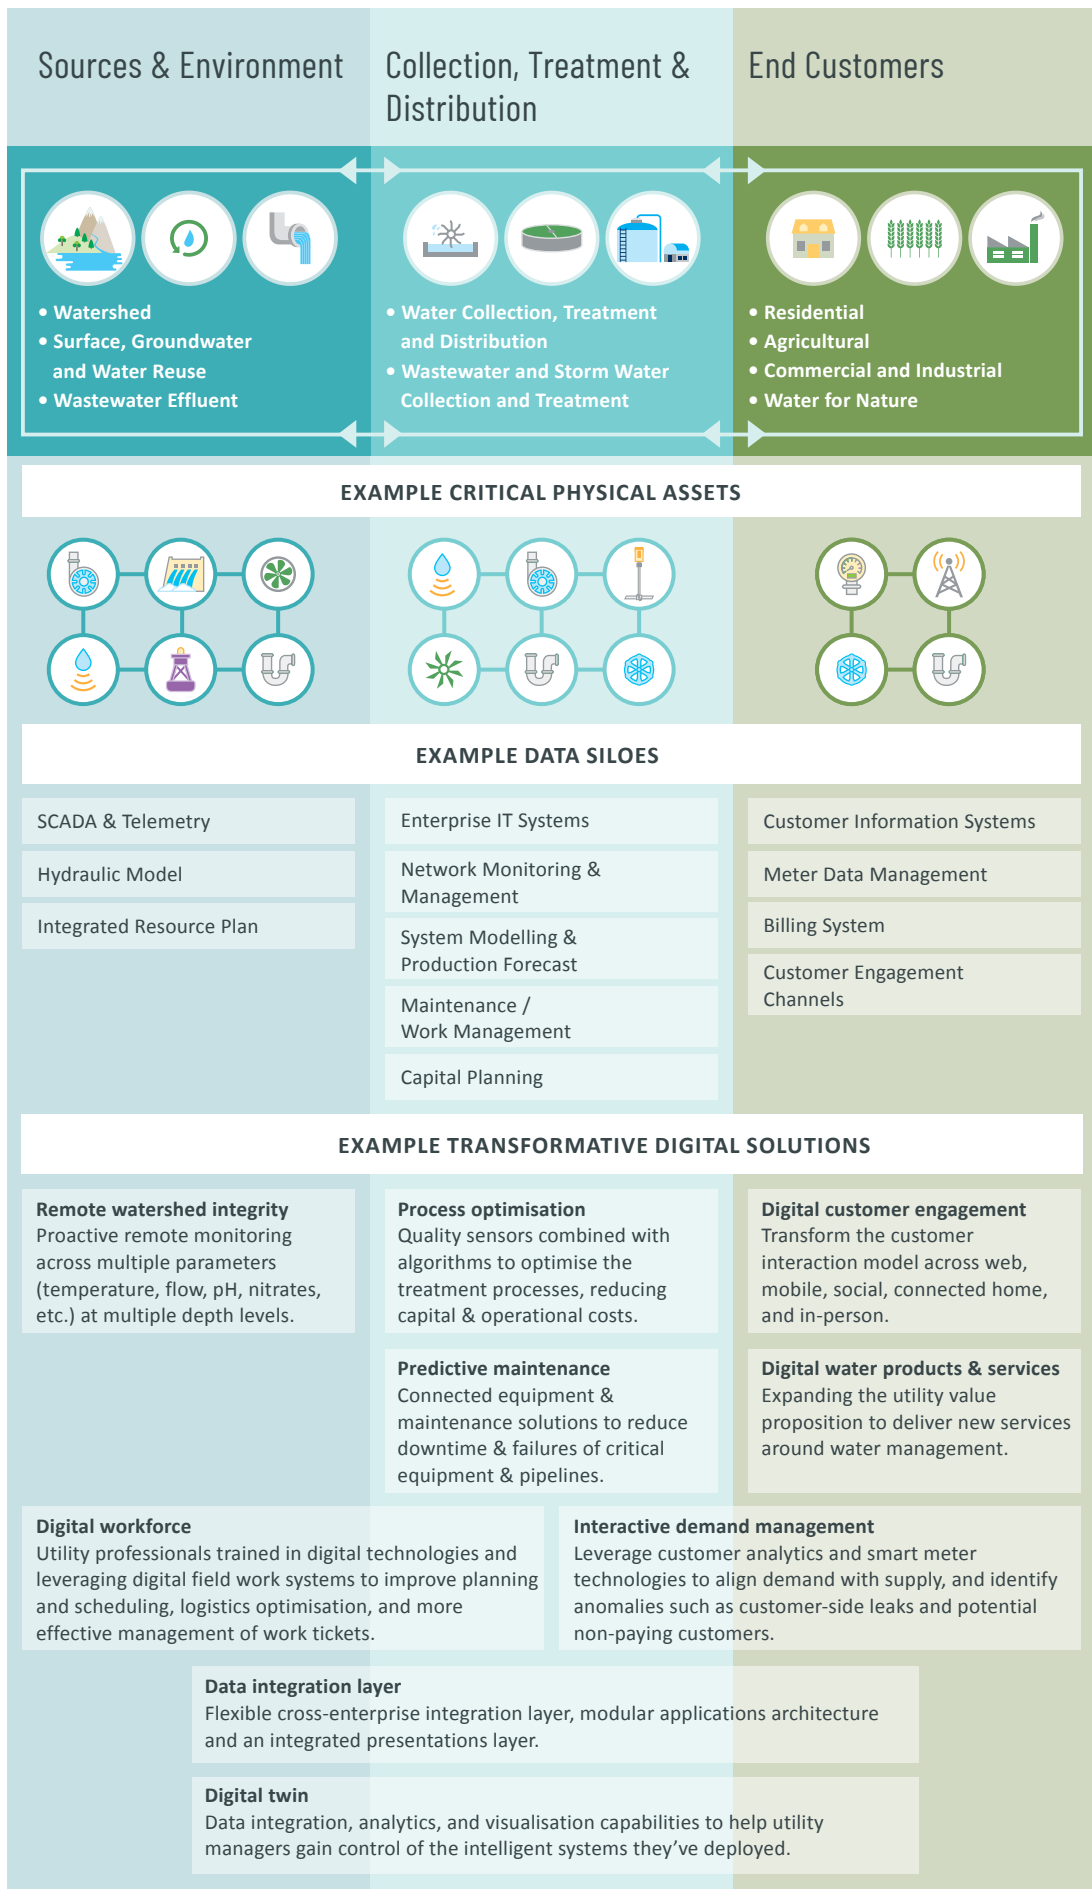 Sources & Environment
Collection, Treatment &
Distribution
End Customers
• Watershed
• Surface, Groundwater
and Water Reuse
• Wastewater Effluent
• Water Collection, Treatment
and Distribution
• Wastewater and Storm Water
Collection and Treatment
• Residential
• Agricultural
• Commercial and Industrial
• Water for Nature
EXAMPLE CRITICAL PHYSICAL ASSETS
EXAMPLE DATA SILOES
SCADA & Telemetry
Hydraulic Model
Integrated Resource Plan
Enterprise IT Systems
Network Monitoring &
Management
System Modelling &
Production Forecast
Maintenance /
Work Management
Capital Planning
Customer Information Systems
Meter Data Management
Billing System
Customer Engagement
Channels
EXAMPLE TRANSFORMATIVE DIGITAL SOLUTIONS
Remote watershed integrity
Proactive remote monitoring
across multiple parameters
(temperature, flow, pH, nitrates,
etc.) at multiple depth levels.
Process optimisation
Quality sensors combined with
algorithms to optimise the
treatment processes, reducing
capital & operational costs.
Digital customer engagement
Transform the customer
interaction model across web,
mobile, social, connected home,
and in-person.
Predictive maintenance
Connected equipment &
maintenance solutions to reduce
downtime & failures of critical
equipment & pipelines.
Digital water products & services
Expanding the utility value
proposition to deliver new services
around water management.
Digital workforce
Utility professionals trained in digital technologies and
leveraging digital field work systems to improve planning
and scheduling, logistics optimisation, and more
effective management of work tickets.
Interactive demand management
Leverage customer analytics and smart meter
technologies to align demand with supply, and identify
anomalies such as customer-side leaks and potential
non-paying customers.
Data integration layer
Flexible cross-enterprise integration layer, modular applications architecture
and an integrated presentations layer.
Digital twin
Data integration, analytics, and visualisation capabilities to help utility
managers gain control of the intelligent systems they've deployed.